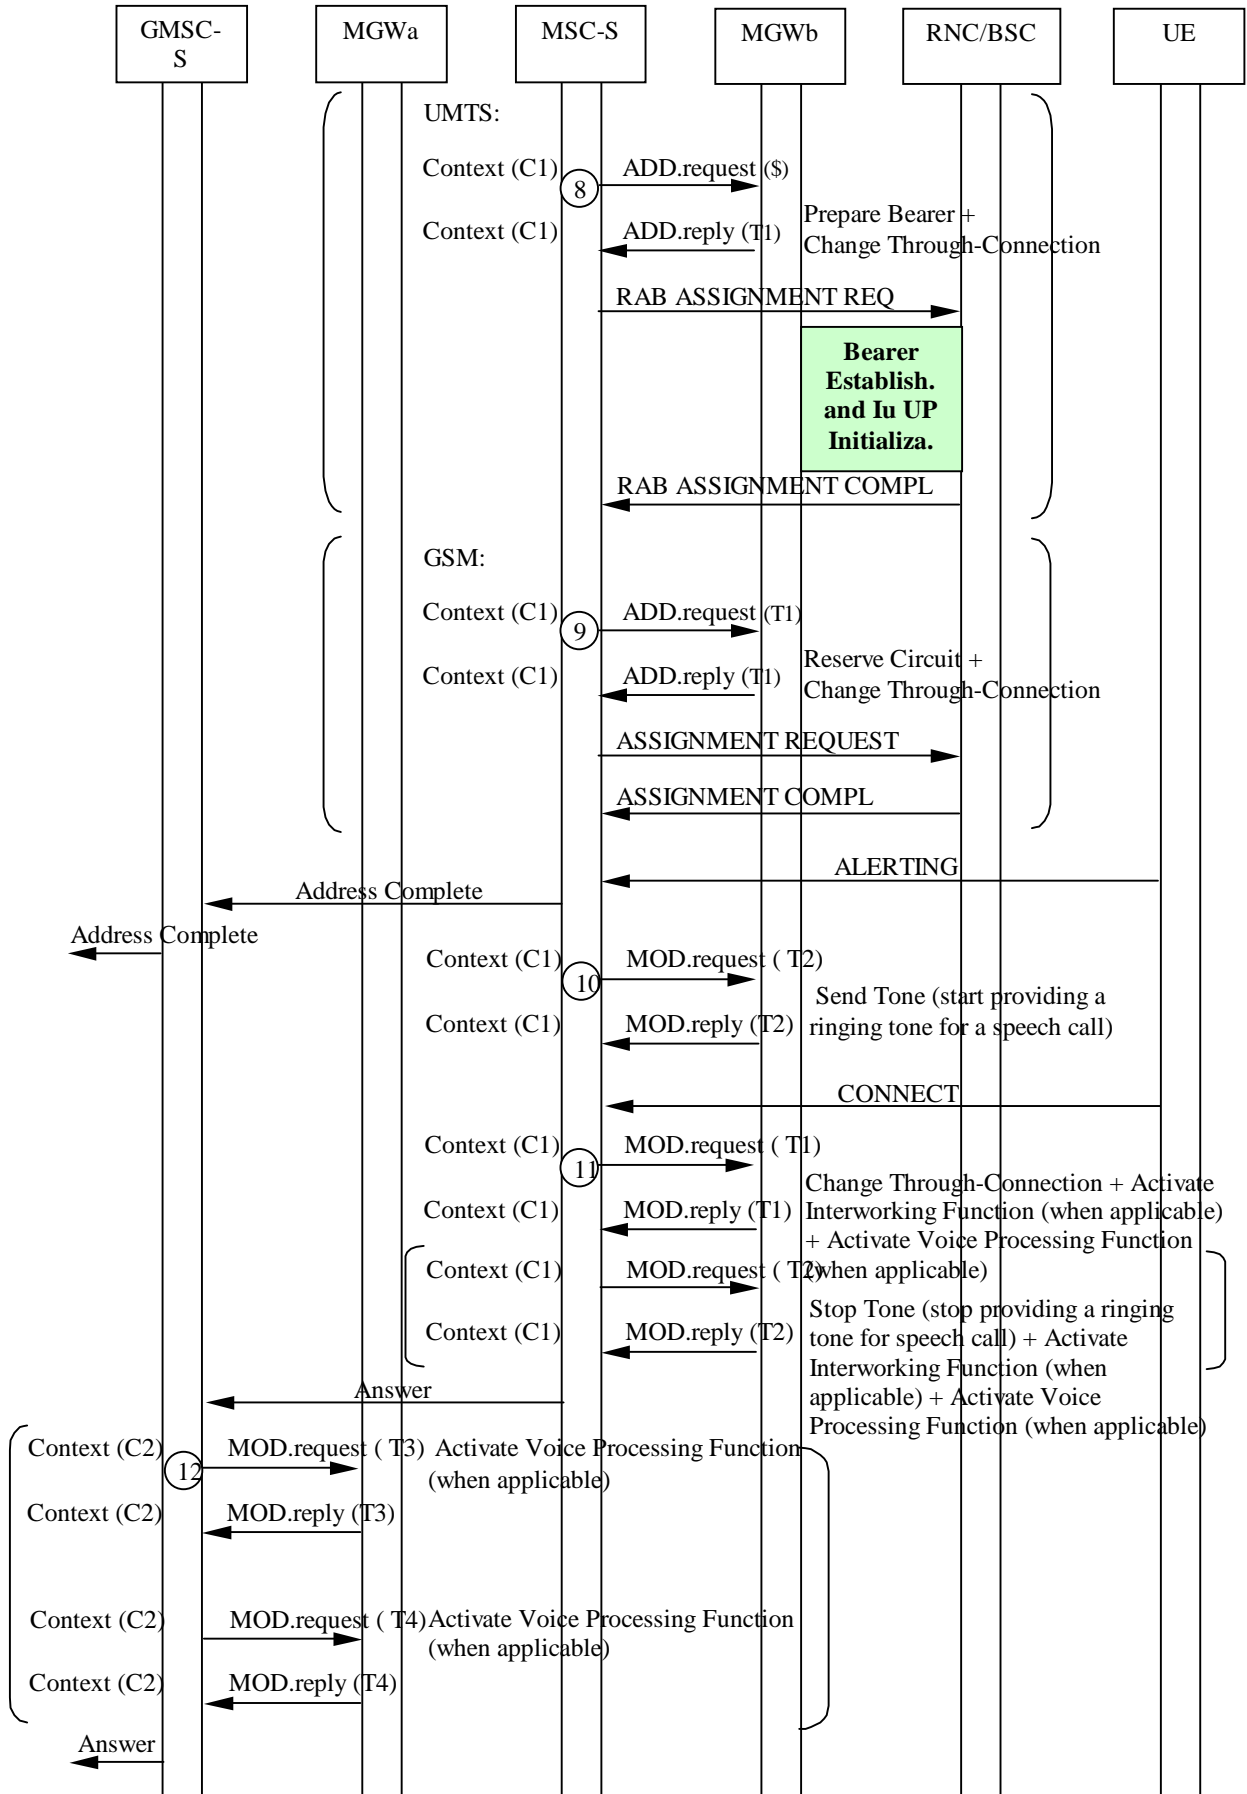 GMSC-
S
MGWa
MSC-S
MGWb
RNC/BSC
UE
UMTS:
Context (C1)
8
ADD.request ($)
Context (C1)
ADD.reply (T1)
Prepare Bearer +
Change Through-Connection
RAB ASSIGNMENT REQ
Bearer
Establish.
and Iu UP
Initializa.
RAB ASSIGNMENT COMPL
GSM:
Context (C1)
9
ADD.request (T1)
Context (C1)
ADD.reply (T1)
Reserve Circuit +
Change Through-Connection
ASSIGNMENT REQUEST
ASSIGNMENT COMPL
ALERTING
Address Complete
Address Complete
Context (C1)
10
MOD.request ( T2)
Context (C1)
MOD.reply (T2)
Send Tone (start providing a
ringing tone for a speech call)
CONNECT
Context (C1)
11
MOD.request ( T1)
Context (C1)
MOD.reply (T1)
Change Through-Connection + Activate
Interworking Function (when applicable)
+ Activate Voice Processing Function
(when applicable)
Context (C1)
MOD.request ( T2)
Context (C1)
MOD.reply (T2)
Stop Tone (stop providing a ringing
tone for speech call) + Activate
Interworking Function (when
applicable) + Activate Voice
Processing Function (when applicable)
Answer
Context (C2)
12
MOD.request ( T3)
Activate Voice Processing Function
(when applicable)
Context (C2)
MOD.reply (T3)
Context (C2)
MOD.request ( T4)
Activate Voice Processing Function
(when applicable)
Context (C2)
MOD.reply (T4)
Answer